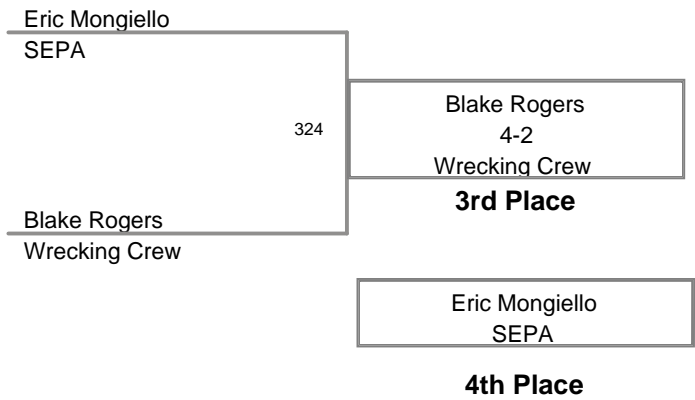 Eric Mongiello
SEPA
324
Blake Rogers
4-2
Wrecking Crew
3rd Place
Blake Rogers
Wrecking Crew
Eric Mongiello
SEPA
4th Place